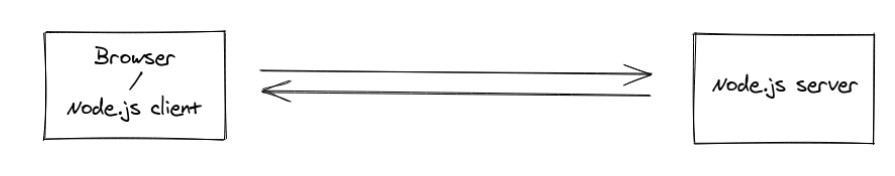 Browser
/
Node.js client
Node.js server